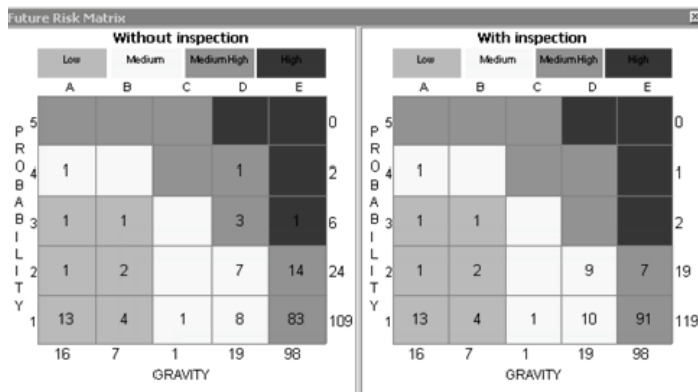 Future Risk Matrix
Without inspection
Low Medium Medium High High
A B C D E
PROBABILITY
5 0
4 1 1 2
3 1 1 3 1 6
2 1 2 7 14 24
1 13 4 1 8 83 109
16 7 1 19 98
GRAVITY
With inspection
Low Medium Medium High High
A B C D E
PROBABILITY
5 0
4 1 1
3 1 1 2
2 1 2 9 7 19
1 13 4 1 10 91 119
16 7 1 19 98
GRAVITY